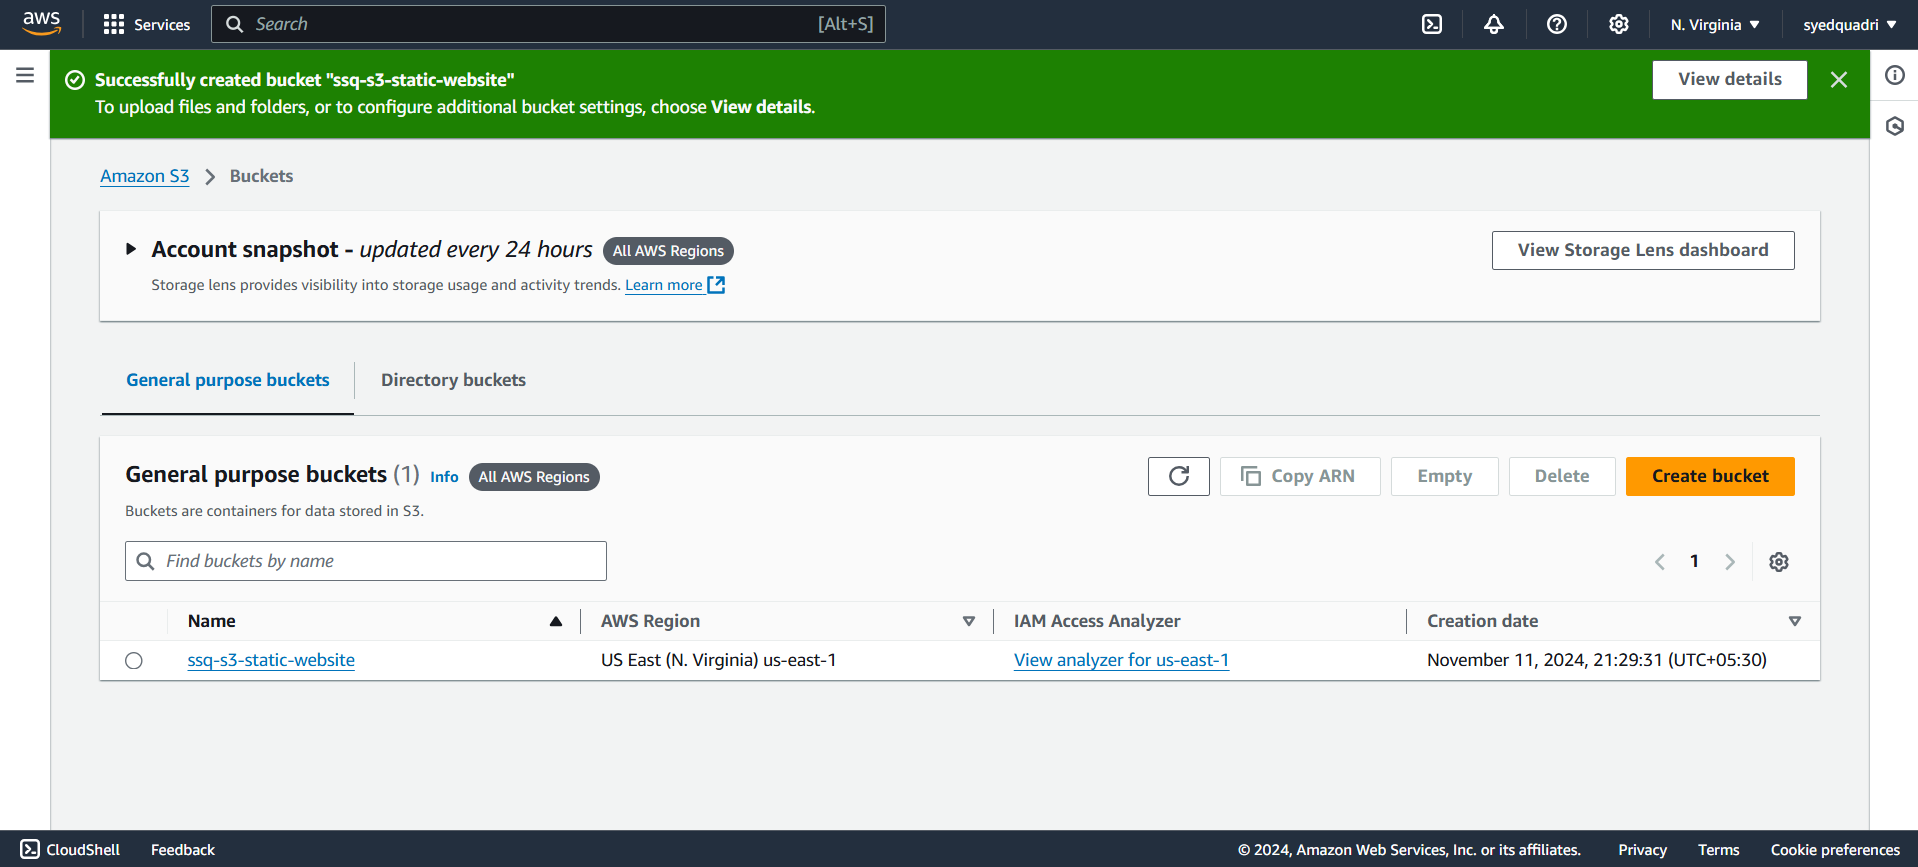 aws
Services
Search
[Alt+S]
N. Virginia
syedquadri
Successfully created bucket "ssq-s3-static-website"
To upload files and folders, or to configure additional bucket settings, choose View details.
View details
Amazon S3
Buckets
Account snapshot - updated every 24 hours
All AWS Regions
Storage lens provides visibility into storage usage and activity trends. Learn more
View Storage Lens dashboard
General purpose buckets
Directory buckets
General purpose buckets (1)
Info
All AWS Regions
Buckets are containers for data stored in S3.
Copy ARN
Empty
Delete
Create bucket
Find buckets by name
1
Name
AWS Region
IAM Access Analyzer
Creation date
ssq-s3-static-website
US East (N. Virginia) us-east-1
View analyzer for us-east-1
November 11, 2024, 21:29:31 (UTC+05:30)
CloudShell
Feedback
© 2024, Amazon Web Services, Inc. or its affiliates.
Privacy
Terms
Cookie preferences